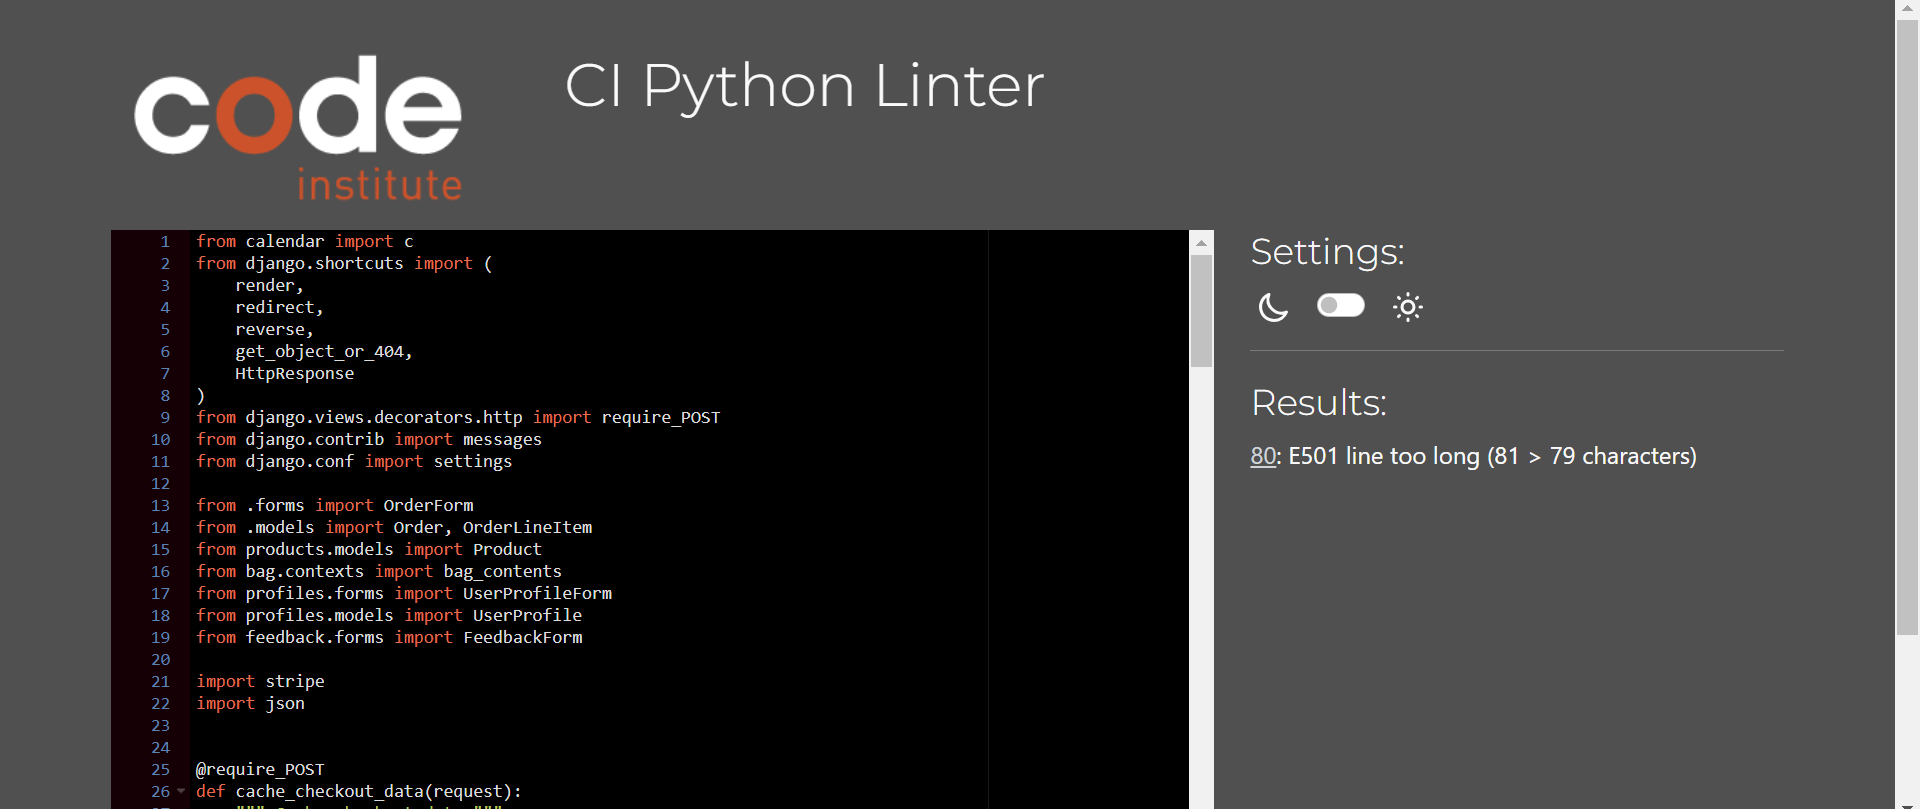 code
institute
CI Python Linter
1 from calendar import c
2 from django.shortcuts import (
3 render,
4 redirect,
5 reverse,
6 get_object_or_404,
7 HttpResponse
8 )
9 from django.views.decorators.http import require_POST
10 from django.contrib import messages
11 from django.conf import settings
12
13 from .forms import OrderForm
14 from .models import Order, OrderLineItem
15 from products.models import Product
16 from bag.contexts import bag_contents
17 from profiles.forms import UserProfileForm
18 from profiles.models import UserProfile
19 from feedback.forms import FeedbackForm
20
21 import stripe
22 import json
23
24
25 @require_POST
26 def cache_checkout_data(request):
Settings:
Results:
80: E501 line too long (81 > 79 characters)